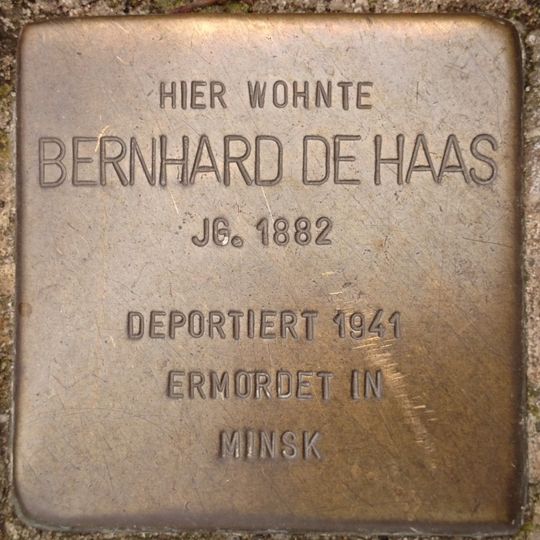 HIER WOHNTE
BERNHARD DE HAAS
JG. 1882
DEPORTIERT 1941
ERMORDET IN
MINSK